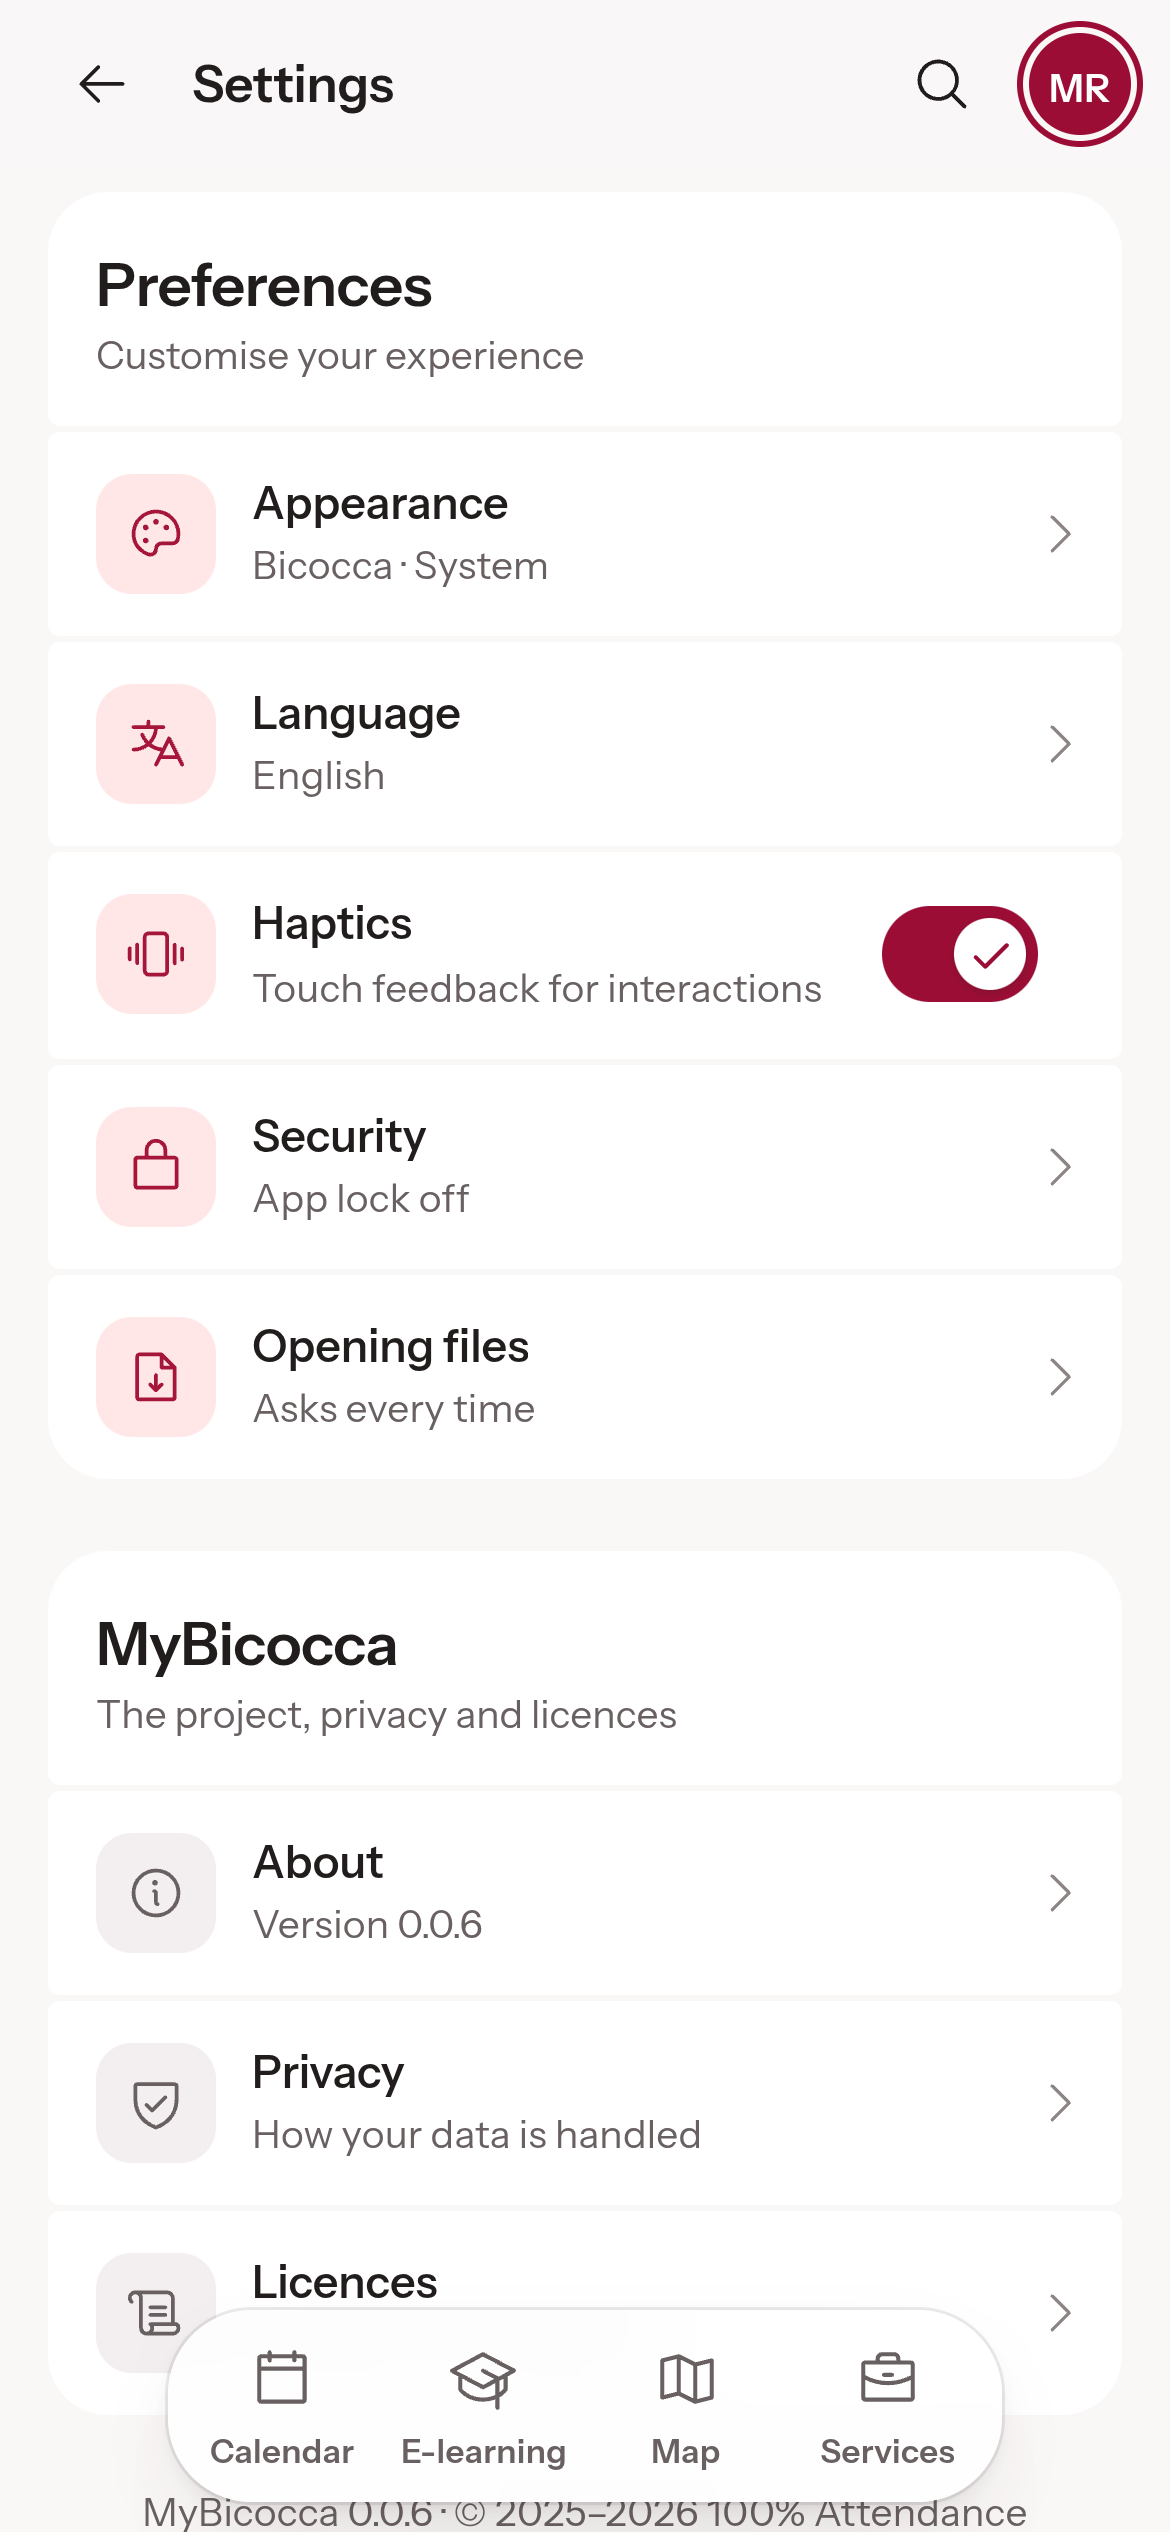 Settings
MR
Preferences
Customise your experience
Appearance
Bicocca · System
Language
English
Haptics
Touch feedback for interactions
Security
App lock off
Opening files
Asks every time
MyBicocca
The project, privacy and licences
About
Version 0.0.6
Privacy
How your data is handled
Licences
Calendar
E-learning
Map
Services
MyBicocca 0.0.6 · © 2025–2026 100% Attendance